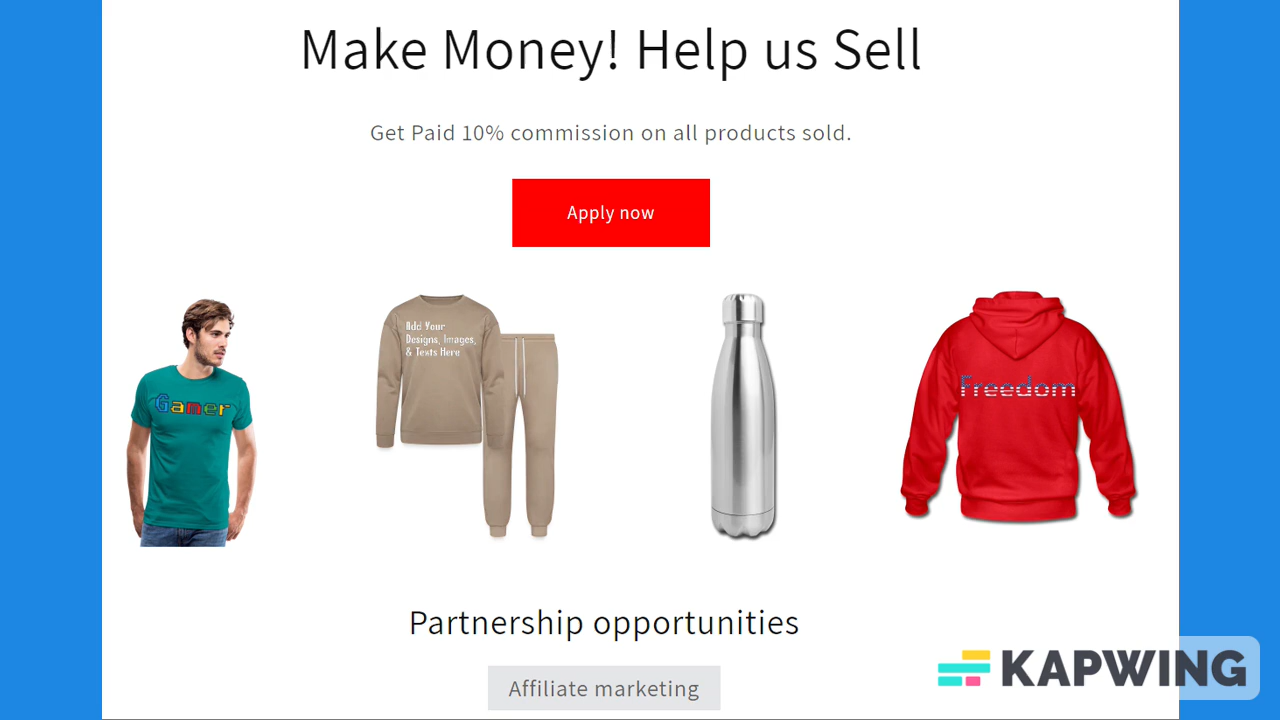 Make Money! Help us Sell
Get Paid 10% commission on all products sold.
Apply now
Gamer
Add Your
Designs, Images,
& Texts Here
Freedom
Partnership opportunities
Affiliate marketing
KAPWING